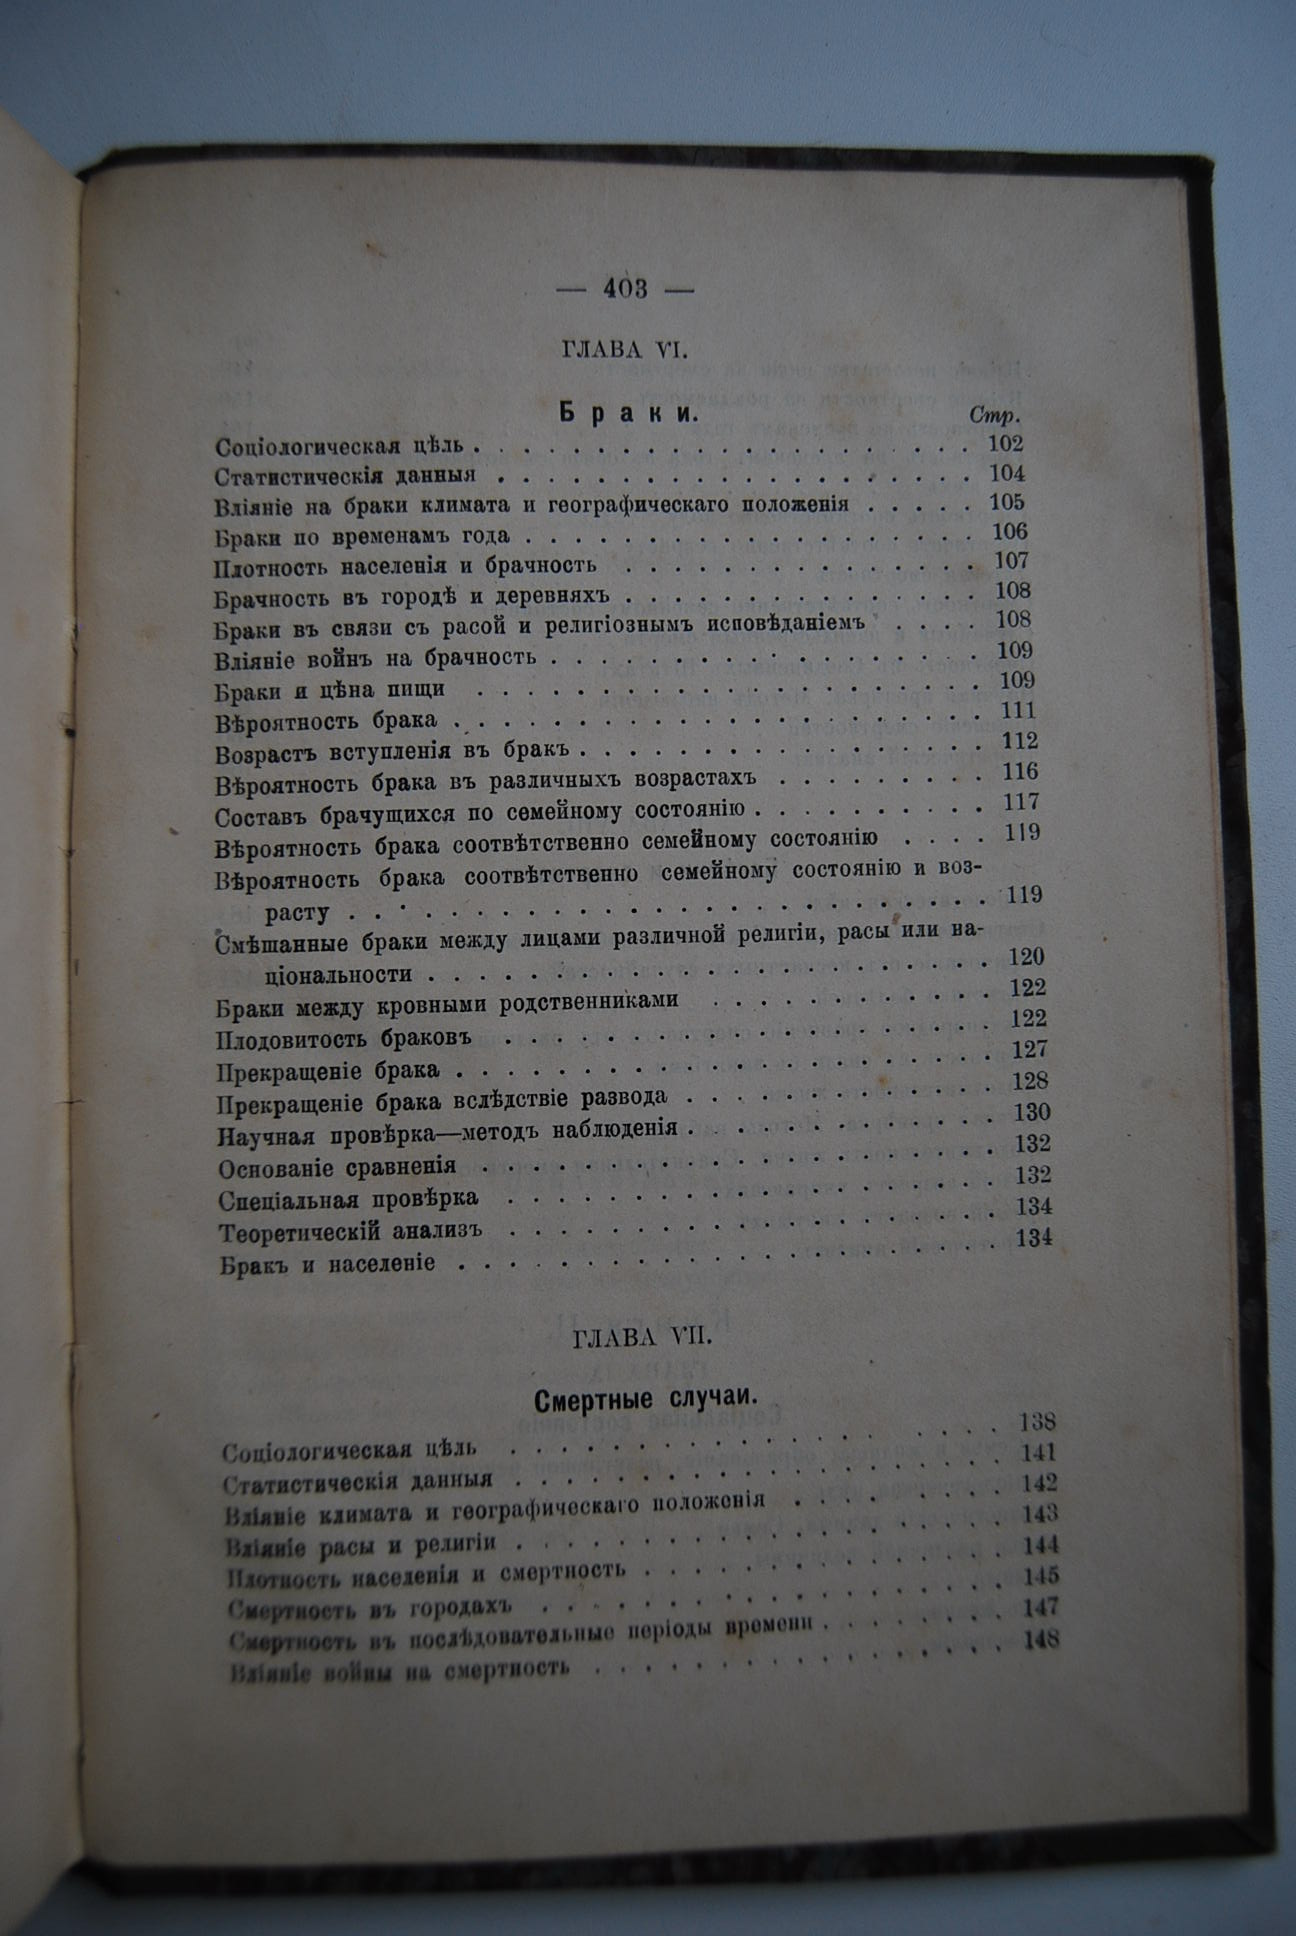 — 403 —
ГЛАВА VI.
Браки.
Стр.
Соціологическая цѣль . . . . . . . . . . . . . . . . . . . . 102
Статистическія данныя . . . . . . . . . . . . . . . . . . . 104
Вліяніе на браки климата и географическаго положенія . . . . . 105
Браки по временамъ года . . . . . . . . . . . . . . . . . . 106
Плотность населенія и брачность . . . . . . . . . . . . . . 107
Брачность въ городѣ и деревняхъ . . . . . . . . . . . . . . 108
Браки въ связи съ расой и религіознымъ исповѣданіемъ . . . . 108
Вліяніе войнъ на брачность . . . . . . . . . . . . . . . . . 109
Браки и цѣна пищи . . . . . . . . . . . . . . . . . . . . 109
Вѣроятность брака . . . . . . . . . . . . . . . . . . . . . 111
Возрастъ вступленія въ бракъ . . . . . . . . . . . . . . . . 112
Вѣроятность брака въ различныхъ возрастахъ . . . . . . . . . 116
Составъ брачущихся по семейному состоянію . . . . . . . . . 117
Вѣроятность брака соотвѣтственно семейному состоянію . . . . 119
Вѣроятность брака соотвѣтственно семейному состоянію и воз-
расту . . . . . . . . . . . . . . . . . . . . . . . . . 119
Смѣшанные браки между лицами различной религіи, расы или на-
ціональности . . . . . . . . . . . . . . . . . . . . . . 120
Браки между кровными родственниками . . . . . . . . . . . 122
Плодовитость браковъ . . . . . . . . . . . . . . . . . . . 122
Прекращеніе брака . . . . . . . . . . . . . . . . . . . . . 127
Прекращеніе брака вслѣдствіе развода . . . . . . . . . . . . 128
Научная провѣрка—методъ наблюденія . . . . . . . . . . . . 130
Основаніе сравненія . . . . . . . . . . . . . . . . . . . . 132
Спеціальная провѣрка . . . . . . . . . . . . . . . . . . . 132
Теоретическій анализъ . . . . . . . . . . . . . . . . . . . 134
Бракъ и населеніе . . . . . . . . . . . . . . . . . . . . . 134
ГЛАВА VII.
Смертные случаи.
Соціологическая цѣль . . . . . . . . . . . . . . . . . . . 138
Статистическія данныя . . . . . . . . . . . . . . . . . . . 141
Вліяніе климата и географическаго положенія . . . . . . . . 142
Вліяніе расы и религіи . . . . . . . . . . . . . . . . . . . 143
Плотность населенія и смертность . . . . . . . . . . . . . . 144
Смертность въ городахъ . . . . . . . . . . . . . . . . . . 145
Смертность въ послѣдовательные періоды времени . . . . . . . 147
Вліяніе войны на смертность . . . . . . . . . . . . . . . . 148